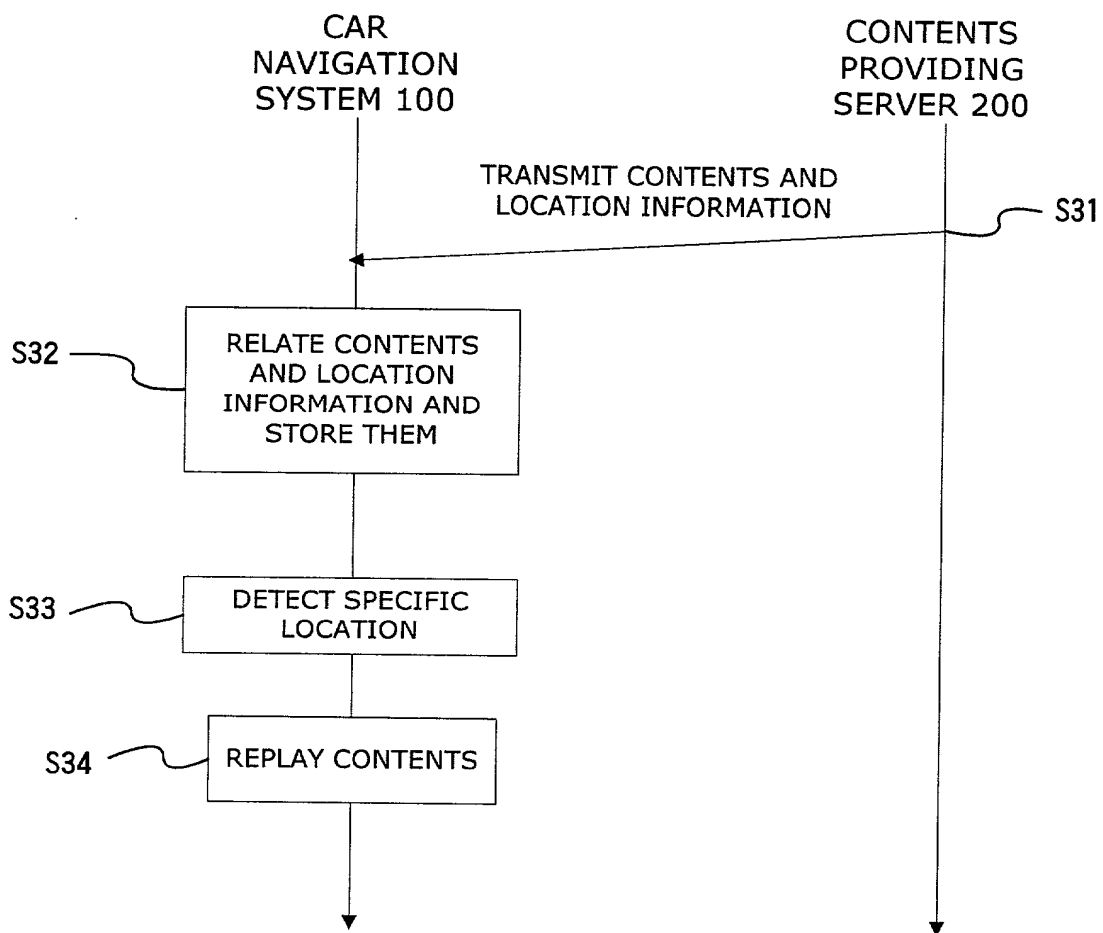 CAR
NAVIGATION
SYSTEM 100
CONTENTS
PROVIDING
SERVER 200
TRANSMIT CONTENTS AND
LOCATION INFORMATION
S31
S32
RELATE CONTENTS
AND LOCATION
INFORMATION AND
STORE THEM
S33
DETECT SPECIFIC
LOCATION
S34
REPLAY CONTENTS